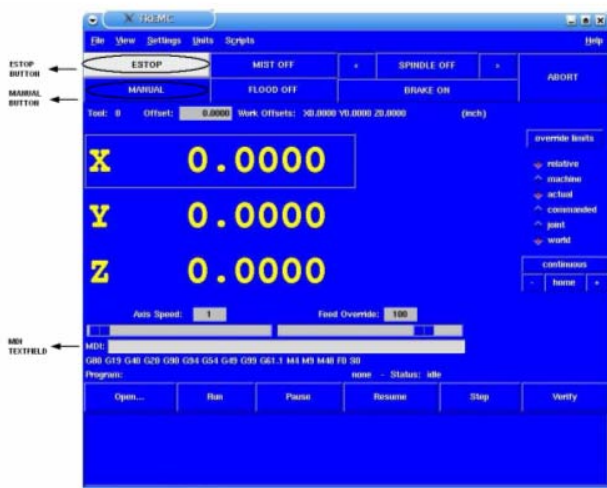 X TkEMC
File View Settings Units Scripts Help
ESTOP BUTTON
ESTOP MIST OFF « SPINDLE OFF » ABORT
MANUAL BUTTON
MANUAL FLOOD OFF BRAKE ON
Tool: 0 Offset: 0.0000 Work Offsets: X0.0000 Y0.0000 Z0.0000 (inch)
override limits
X 0.0000
relative
machine
actual
commanded
joint
world
Y 0.0000
Z 0.0000
continuous
- home +
Axis Speed: 1 Feed Override: 100
MDI TEXTFIELD
MDI:
G80 G19 G40 G20 G90 G94 G54 G49 G99 G61.1 M4 M9 M48 F0 S0
Program: none - Status: idle
Open... Run Pause Resume Step Verify